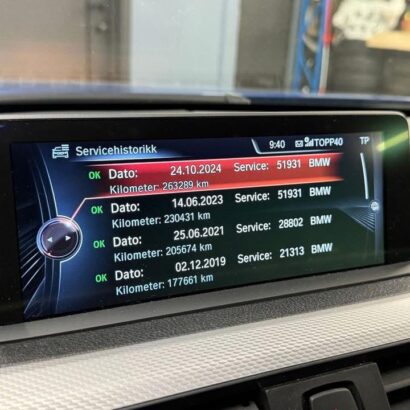 Servicehistorikk
9:40 TOPP40 TP
OK Dato: 24.10.2024 Service: 51931 BMW
Kilometer: 263289 km
OK Dato: 14.06.2023 Service: 51931 BMW
Kilometer: 230431 km
OK Dato: 25.06.2021 Service: 28802 BMW
Kilometer: 205674 km
OK Dato: 02.12.2019 Service: 21313 BMW
Kilometer: 177661 km